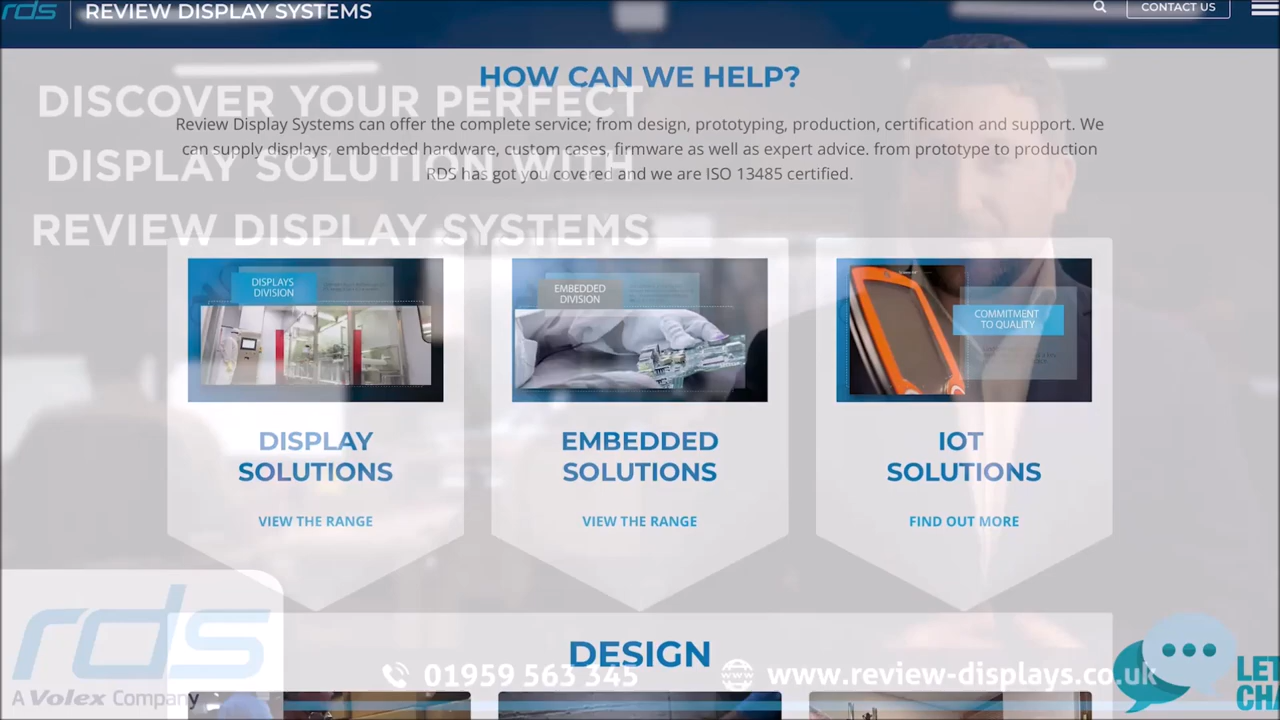 rds
REVIEW DISPLAY SYSTEMS
CONTACT US
HOW CAN WE HELP?
DISCOVER YOUR PERFECT
DISPLAY SOLUTION WITH
REVIEW DISPLAY SYSTEMS
Review Display Systems can offer the complete service; from design, prototyping, production, certification and support. We
can supply displays, embedded hardware, custom cases, firmware as well as expert advice. from prototype to production
RDS has got you covered and we are ISO 13485 certified.
DISPLAYS
DIVISION
EMBEDDED
DIVISION
COMMITMENT
TO QUALITY
DISPLAY
SOLUTIONS
EMBEDDED
SOLUTIONS
IOT
SOLUTIONS
VIEW THE RANGE
VIEW THE RANGE
FIND OUT MORE
rds
A Volex Company
DESIGN
01959 563 345
www.review-displays.co.uk
LET
CHA